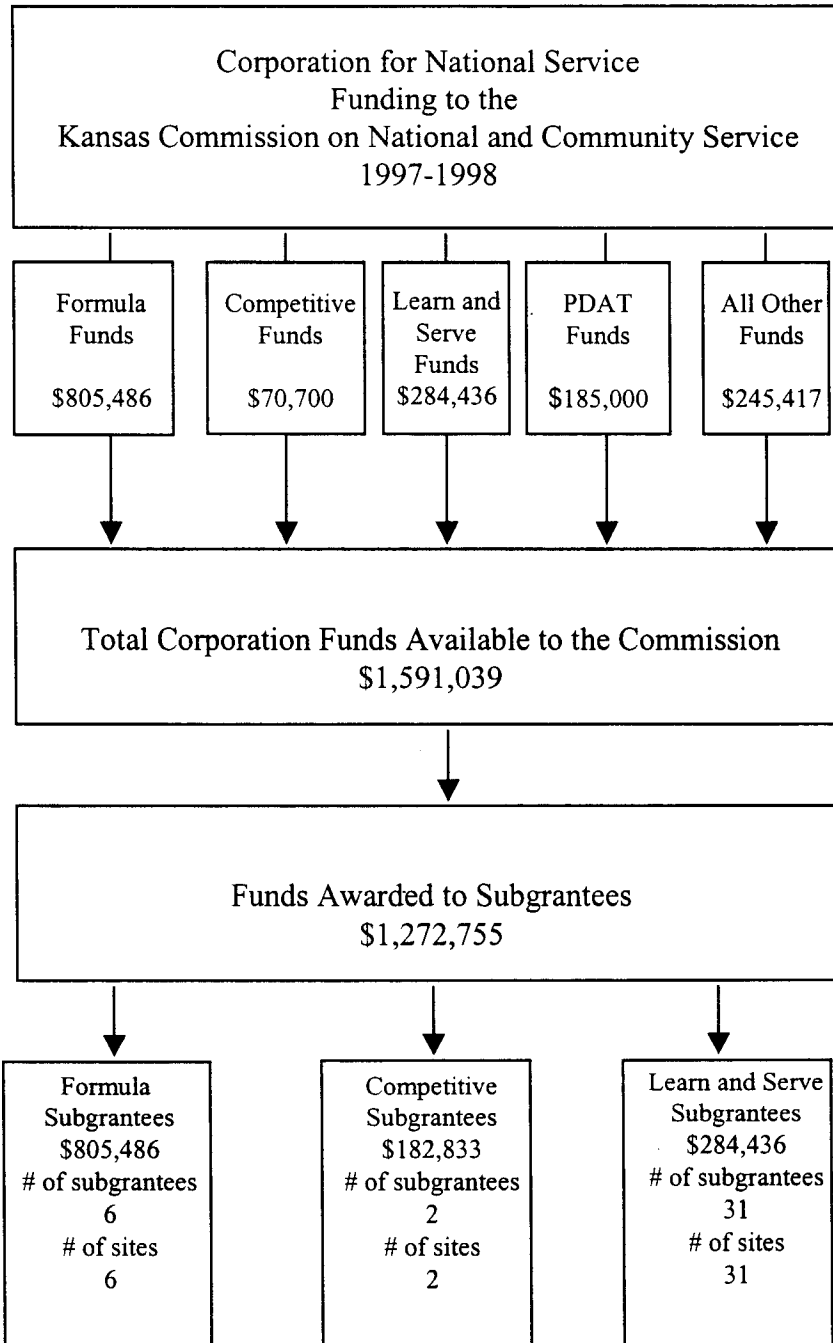 Corporation for National Service
Funding to the
Kansas Commission on National and Community Service
1997-1998
Formula
Funds
$805,486
Competitive
Funds
$70,700
Learn and
Serve
Funds
$284,436
PDAT
Funds
$185,000
All Other
Funds
$245,417
Total Corporation Funds Available to the Commission
$1,591,039
Funds Awarded to Subgrantees
$1,272,755
Formula
Subgrantees
$805,486
# of subgrantees
6
# of sites
6
Competitive
Subgrantees
$182,833
# of subgrantees
2
# of sites
2
Learn and Serve
Subgrantees
$284,436
# of subgrantees
31
# of sites
31